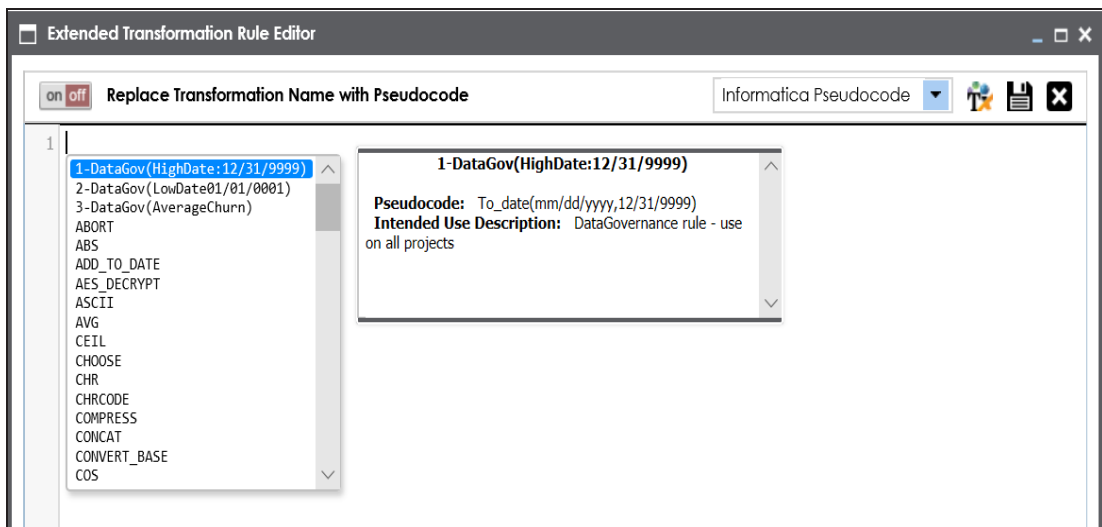 Extended Transformation Rule Editor
on off Replace Transformation Name with Pseudocode Informatica Pseudocode
1
1-DataGov(HighDate:12/31/9999)
2-DataGov(LowDate01/01/0001)
3-DataGov(AverageChurn)
ABORT
ABS
ADD_TO_DATE
AES_DECRYPT
ASCII
AVG
CEIL
CHOOSE
CHR
CHRCODE
COMPRESS
CONCAT
CONVERT_BASE
COS
1-DataGov(HighDate:12/31/9999)
Pseudocode: To_date(mm/dd/yyyy,12/31/9999)
Intended Use Description: DataGovernance rule - use
on all projects